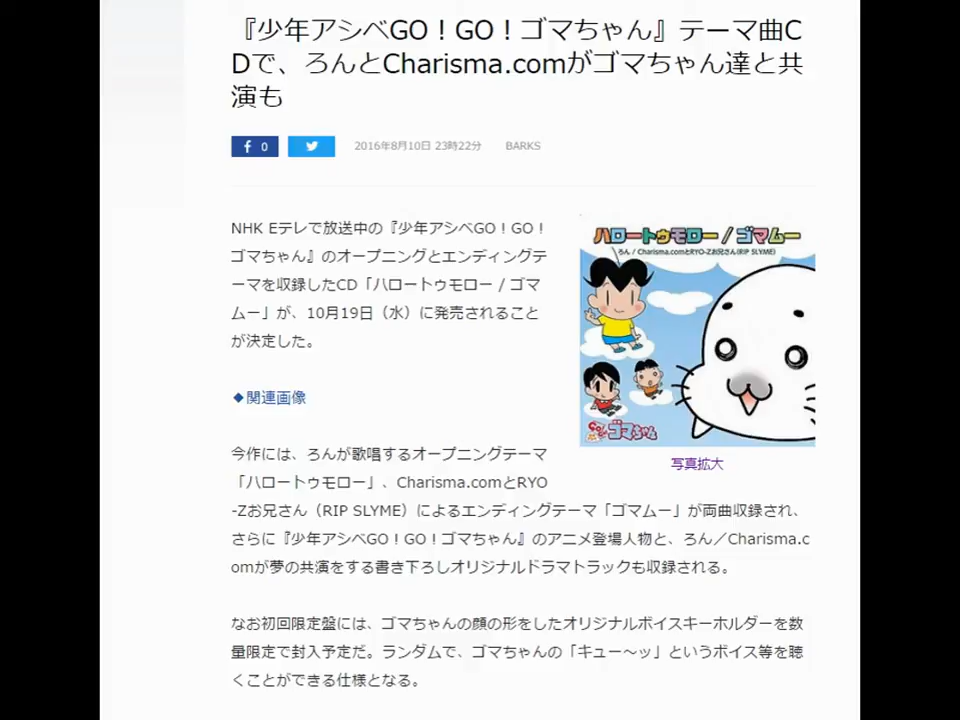 『少年アシベGO！GO！ゴマちゃん』テーマ曲C
Dで、ろんとCharisma.comがゴマちゃん達と共
演も
0
2016年8月10日 23時22分 BARKS
NHK Eテレで放送中の『少年アシベGO！GO！
ゴマちゃん』のオープニングとエンディングテ
ーマを収録したCD「ハロートゥモロー / ゴマ
ムー」が、10月19日（水）に発売されること
が決定した。
ハロートゥモロー / ゴマムー
ろん / Charisma.comとRYO-Zお兄さん(RIP SLYME)
GO!GO!ゴマちゃん
写真拡大
◆関連画像
今作には、ろんが歌唱するオープニングテーマ
「ハロートゥモロー」、Charisma.comとRYO
-Zお兄さん（RIP SLYME）によるエンディングテーマ「ゴマムー」が両曲収録され、
さらに『少年アシベGO！GO！ゴマちゃん』のアニメ登場人物と、ろん／Charisma.c
omが夢の共演をする書き下ろしオリジナルドラマトラックも収録される。
なお初回限定盤には、ゴマちゃんの顔の形をしたオリジナルボイスキーホルダーを数
量限定で封入予定だ。ランダムで、ゴマちゃんの「キュー～ッ」というボイス等を聴
くことができる仕様となる。